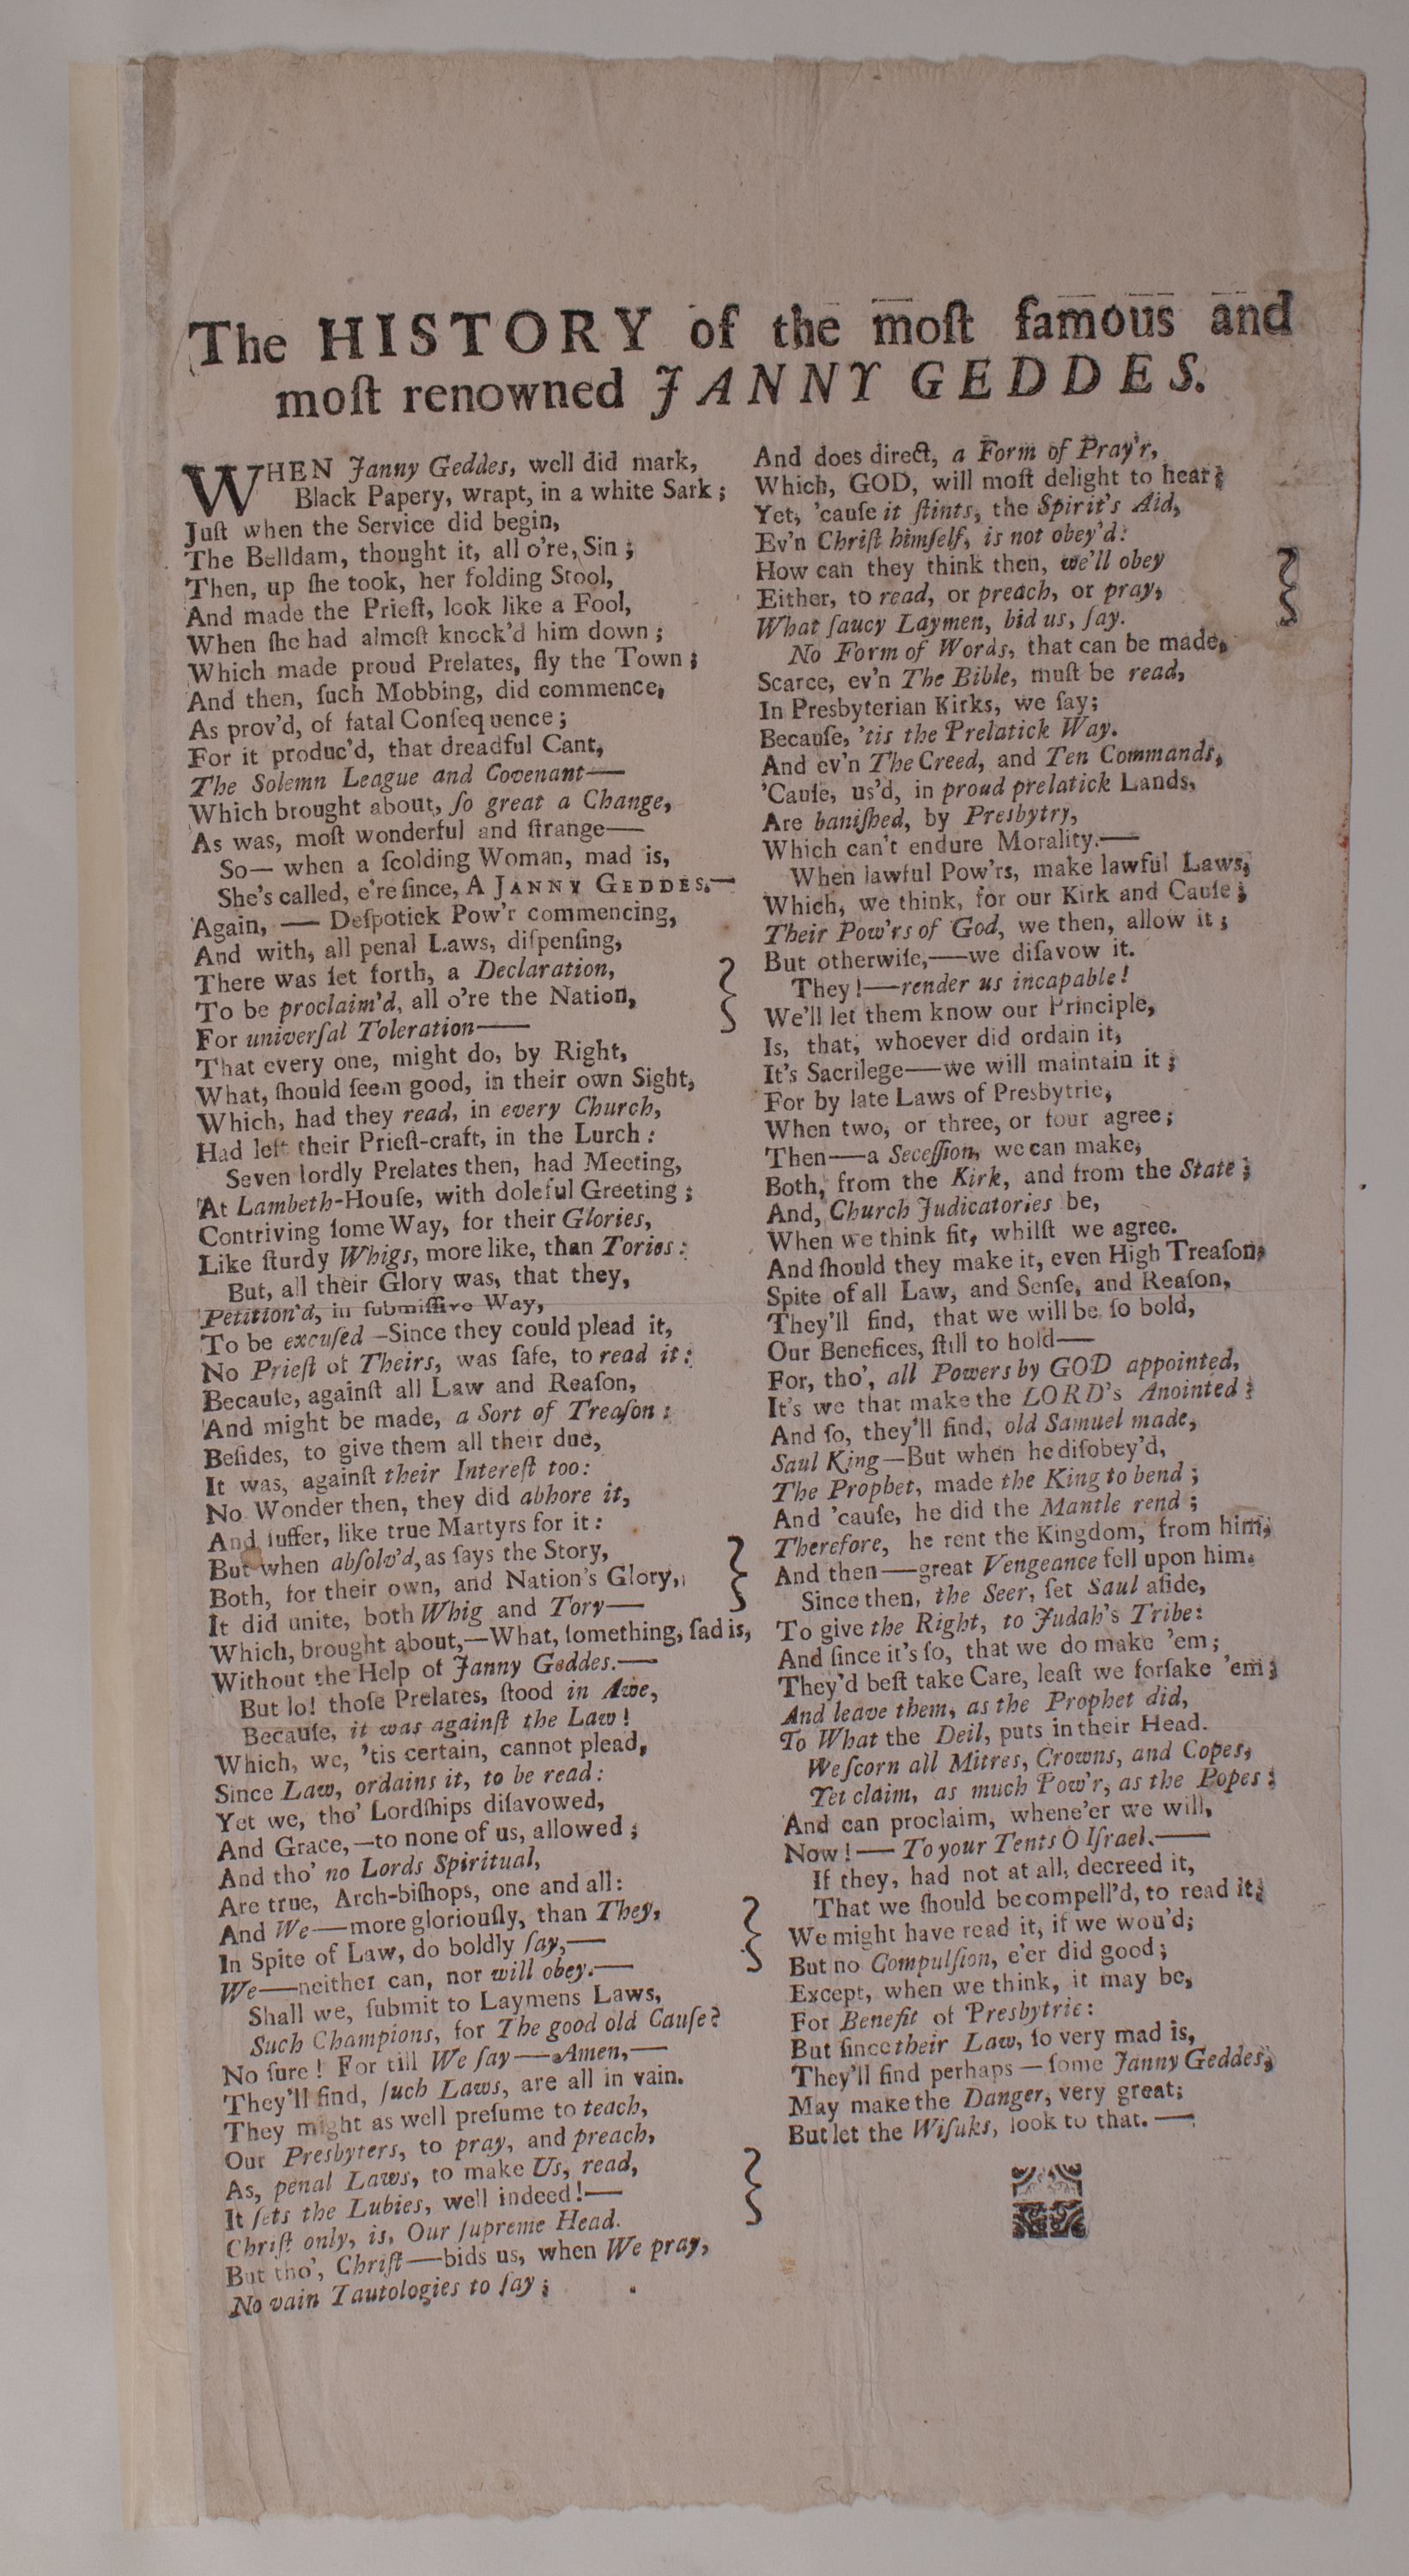 The HISTORY of the moſt famous and
moſt renowned JANNY GEDDES.
WHEN Janny Geddes, well did mark,
Black Papery, wrapt, in a white Sark;
Juſt when the Service did begin,
The Belldam, thought it, all o're, Sin;
Then, up ſhe took, her folding Stool,
And made the Prieſt, look like a Fool,
When ſhe had almoſt knock'd him down;
Which made proud Prelates, fly the Town;
And then, ſuch Mobbing, did commence,
As prov'd, of fatal Conſequence;
For it produc'd, that dreadful Cant,
The Solemn League and Covenant—
Which brought about, ſo great a Change,
As was, moſt wonderful and ſtrange—
So— when a ſcolding Woman, mad is,
She's called, e're ſince, A JANNY GEDDES.—
Again, — Deſpotick Pow'r commencing,
And with, all penal Laws, diſpenſing,
There was ſet forth, a Declaration,
To be proclaim'd, all o're the Nation,
For univerſal Toleration—
That every one, might do, by Right,
What, ſhould ſeem good, in their own Sight,
Which, had they read, in every Church,
Had left their Prieſt-craft, in the Lurch:
Seven lordly Prelates then, had Meeting,
At Lambeth-Houſe, with doleful Greeting;
Contriving ſome Way, for their Glories,
Like ſturdy Whigs, more like, than Tories:
But, all their Glory was, that they,
Petition'd, in ſubmiſſive Way,
To be excuſed —Since they could plead it,
No Prieſt of Theirs, was ſafe, to read it:
Becauſe, againſt all Law and Reaſon,
And might be made, a Sort of Treaſon:
Beſides, to give them all their due,
It was, againſt their Intereſt too:
No Wonder then, they did abhore it,
And ſuffer, like true Martyrs for it:
But when abſolv'd, as ſays the Story,
Both, for their own, and Nation's Glory,
It did unite, both Whig and Tory—
Which, brought about,—What, ſomething, ſad is,
Without the Help of Janny Geddes.—
But lo! thoſe Prelates, ſtood in Awe,
Becauſe, it was againſt the Law!
Which, we, 'tis certain, cannot plead,
Since Law, ordains it, to be read:
Yet we, tho' Lordſhips diſavowed,
And Grace,—to none of us, allowed;
And tho' no Lords Spiritual,
Are true, Arch-biſhops, one and all:
And We—more gloriouſly, than They,
In Spite of Law, do boldly ſay,—
We—neither can, nor will obey.—
Shall we, ſubmit to Laymens Laws,
Such Champions, for The good old Cauſe?
No ſure! For till We ſay—Amen,—
They'll find, ſuch Laws, are all in vain.
They might as well preſume to teach,
Our Presbyters, to pray, and preach,
As, penal Laws, to make Us, read,
It ſets the Lubies, well indeed!—
Chriſt only, is, Our ſupreme Head.
But tho', Chriſt—bids us, when We pray,
No vain Tautologies to ſay;
And does direct, a Form of Pray'r,
Which, GOD, will moſt delight to hear;
Yet, 'cauſe it ſtints, the Spirit's Aid,
Ev'n Chriſt himſelf, is not obey'd:
How can they think then, we'll obey
Either, to read, or preach, or pray,
What ſaucy Laymen, bid us, ſay.
No Form of Words, that can be made,
Scarce, ev'n The Bible, muſt be read,
In Presbyterian Kirks, we ſay;
Becauſe, 'tis the Prelatick Way.
And ev'n The Creed, and Ten Commands,
'Cauſe, us'd, in proud prelatick Lands,
Are baniſhed, by Presbytry,
Which can't endure Morality.—
When lawful Pow'rs, make lawful Laws,
Which, we think, for our Kirk and Cauſe;
Their Pow'rs of God, we then, allow it;
But otherwiſe,—we diſavow it.
They!—render us incapable!
We'll let them know our Principle,
Is, that, whoever did ordain it,
It's Sacrilege—we will maintain it;
For by late Laws of Presbytrie,
When two, or three, or four agree;
Then—a Seceſſion, we can make,
Both, from the Kirk, and from the State;
And, Church Judicatories be,
When we think fit, whilſt we agree.
And ſhould they make it, even High Treaſon,
Spite of all Law, and Senſe, and Reaſon,
They'll find, that we will be ſo bold,
Our Benefices, ſtill to hold—
For, tho', all Powers by GOD appointed,
It's we that make the LORD's Anointed:
And ſo, they'll find, old Samuel made,
Saul King—But when he diſobey'd,
The Prophet, made the King to bend;
And 'cauſe, he did the Mantle rend;
Therefore, he rent the Kingdom, from him,
And then—great Vengeance fell upon him.
Since then, the Seer, ſet Saul aſide,
To give the Right, to Judah's Tribe:
And ſince it's ſo, that we do make 'em;
They'd beſt take Care, leaſt we forſake 'em;
And leave them, as the Prophet did,
To What the Deil, puts in their Head.
We ſcorn all Mitres, Crowns, and Copes,
Yet claim, as much Pow'r, as the Popes:
And can proclaim, whene'er we will,
Now!— To your Tents O Iſrael.—
If they, had not at all, decreed it,
That we ſhould be compell'd, to read it;
We might have read it, if we wou'd;
But no Compulſion, e'er did good;
Except, when we think, it may be,
For Benefit of Presbytrie:
But ſince their Law, ſo very mad is,
They'll find perhaps — ſome Janny Geddes,
May make the Danger, very great;
But let the Wiſuks, look to that. —